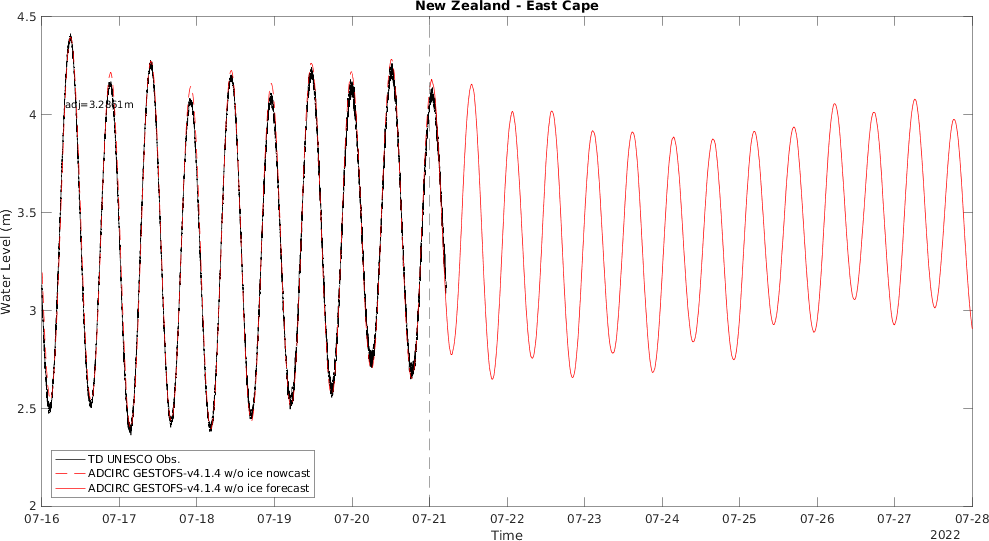 New Zealand - East Cape
4.5
4
3.5
3
2.5
2
Water Level (m)
adj=3.2861m
TD UNESCO Obs.
ADCIRC GESTOFS-v4.1.4 w/o ice nowcast
ADCIRC GESTOFS-v4.1.4 w/o ice forecast
07-16 07-17 07-18 07-19 07-20 07-21 07-22 07-23 07-24 07-25 07-26 07-27 07-28
Time
2022